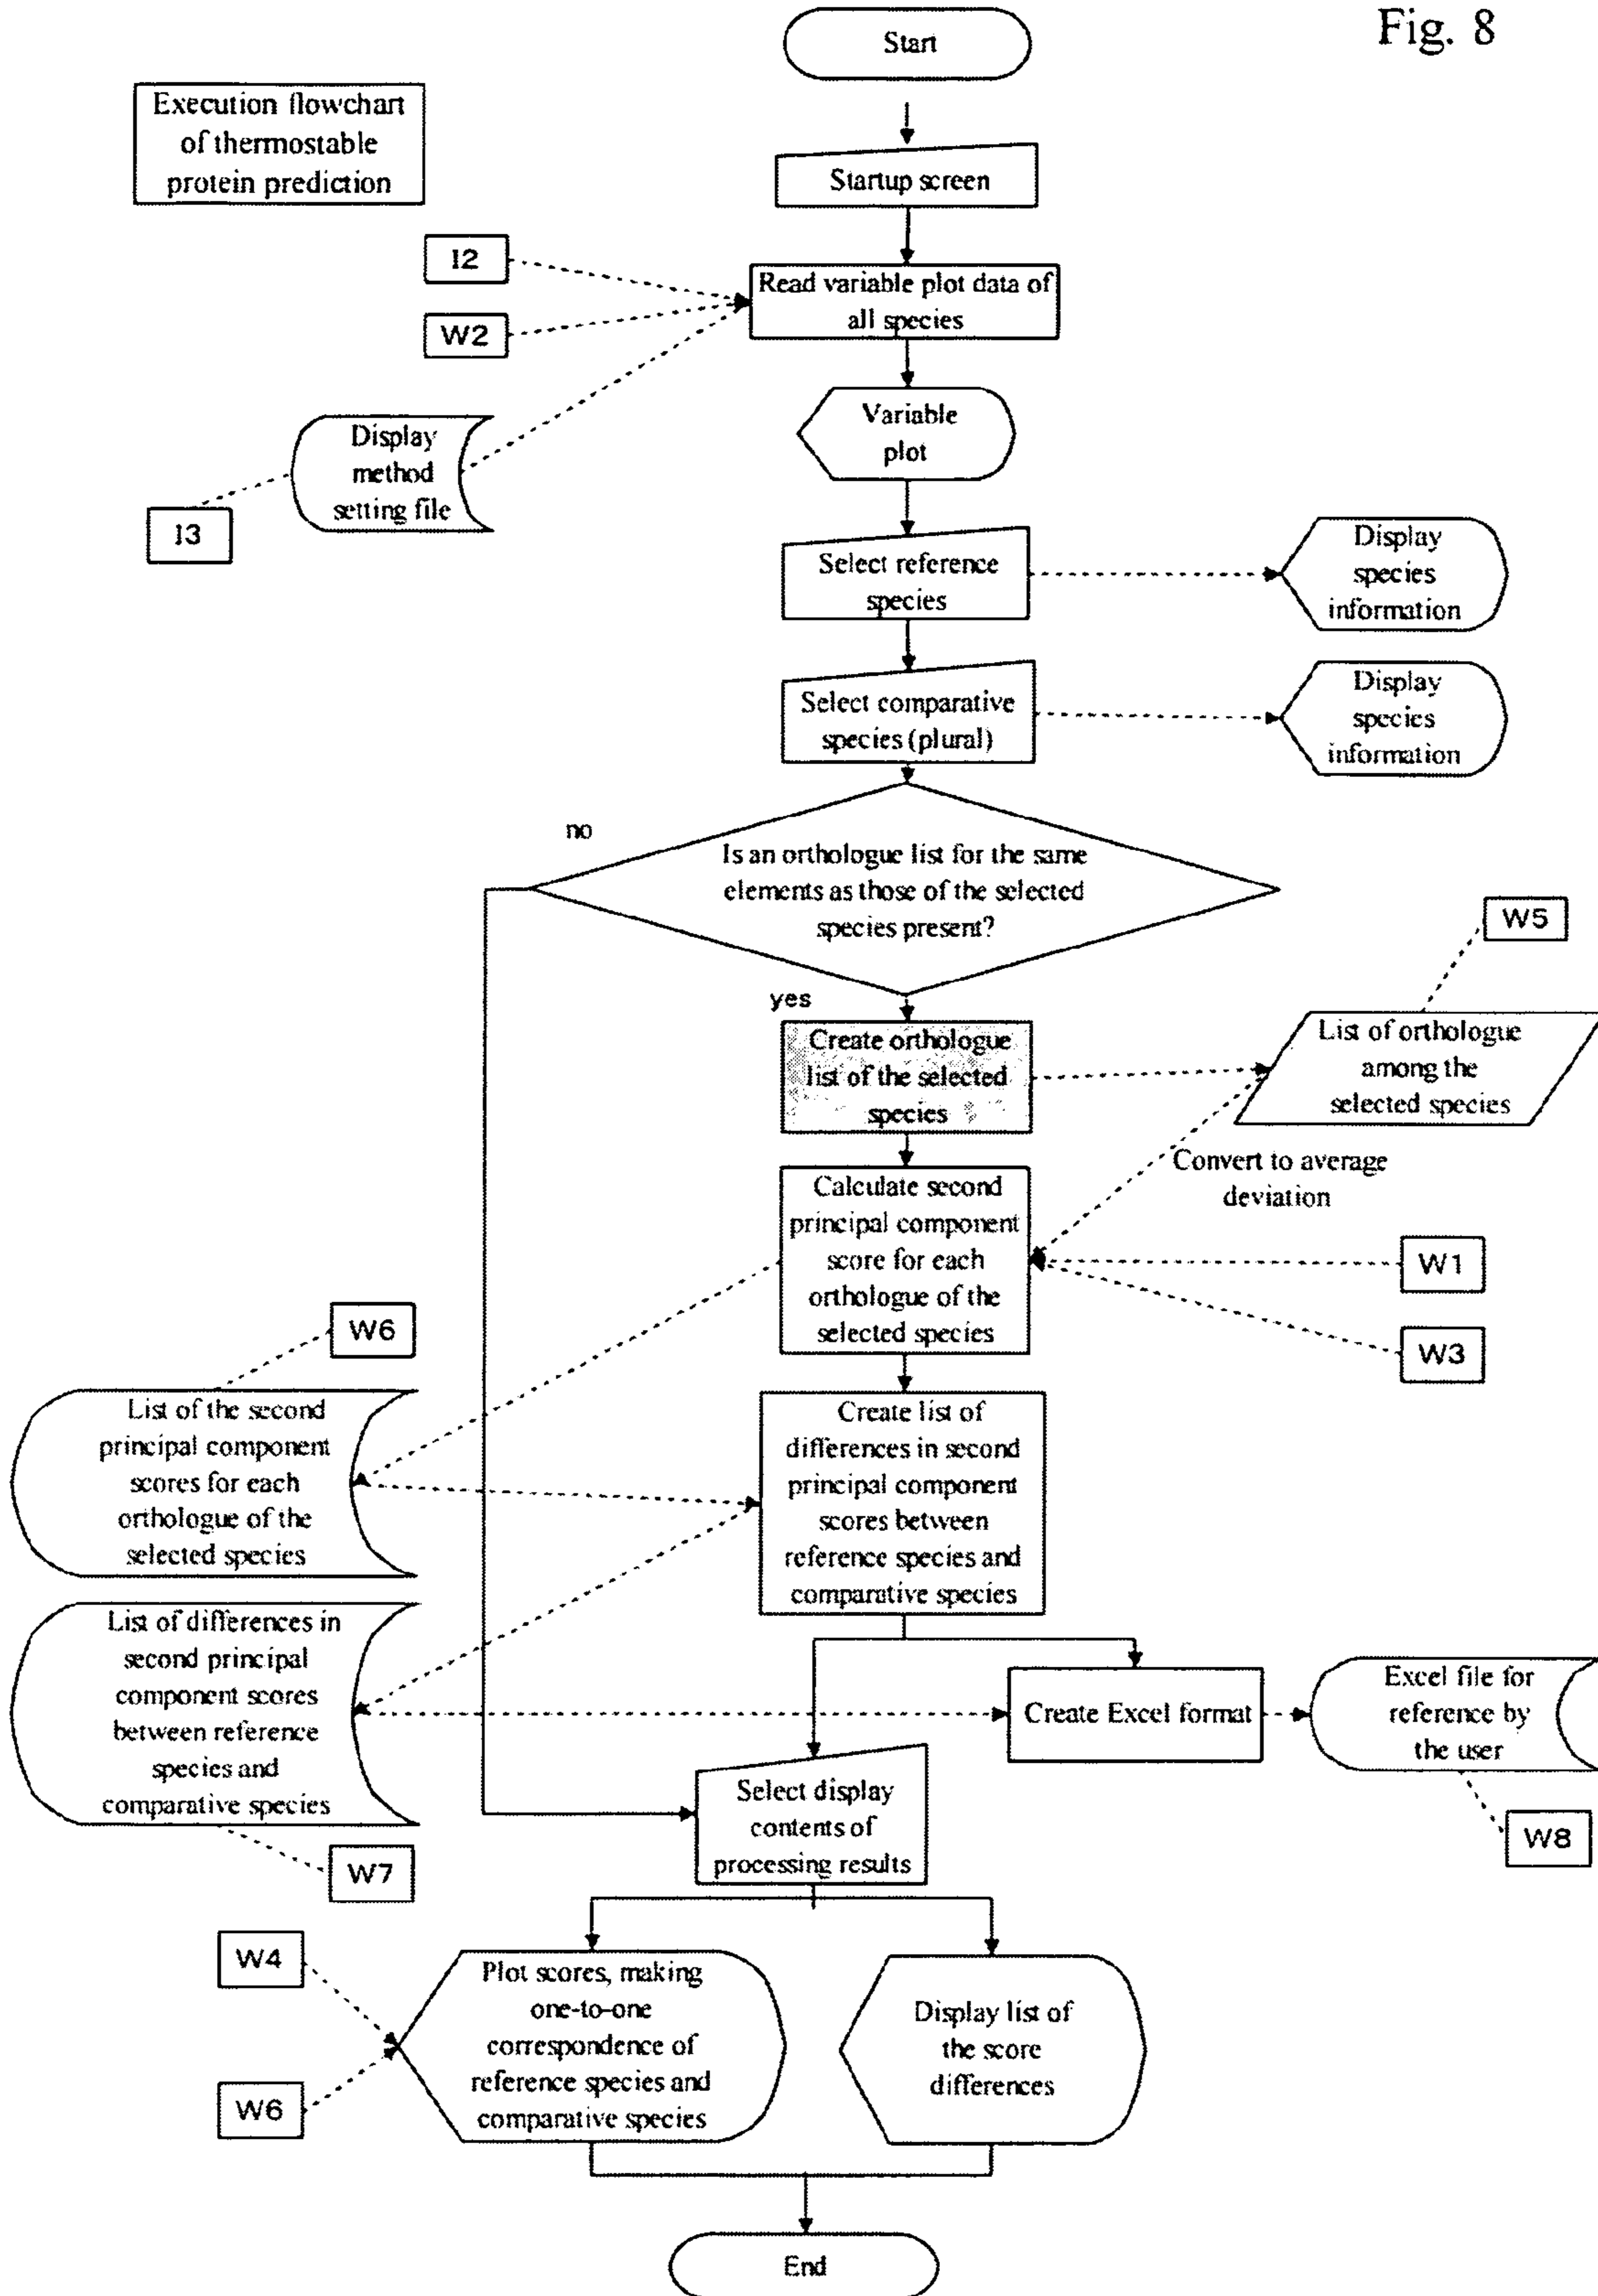 Fig. 8
Start
Execution flowchart
of thermostable
protein prediction
Startup screen
I2
Read variable plot data of
all species
W2
Variable
plot
Display
method
setting file
I3
Select reference
species
Display
species
information
Select comparative
species (plural)
Display
species
information
no
Is an orthologue list for the same
elements as those of the selected
species present?
W5
yes
Create orthologue
list of the selected
species
List of orthologue
among the
selected species
Convert to average
deviation
Calculate second
principal component
score for each
orthologue of the
selected species
W1
W3
W6
List of the second
principal component
scores for each
orthologue of the
selected species
Create list of
differences in second
principal component
scores between
reference species and
comparative species
List of differences in
second principal
component scores
between reference
species and
comparative species
Create Excel format
Excel file for
reference by
the user
Select display
contents of
processing results
W8
W7
W4
Plot scores, making
one-to-one
correspondence of
reference species and
comparative species
Display list of
the score
differences
W6
End